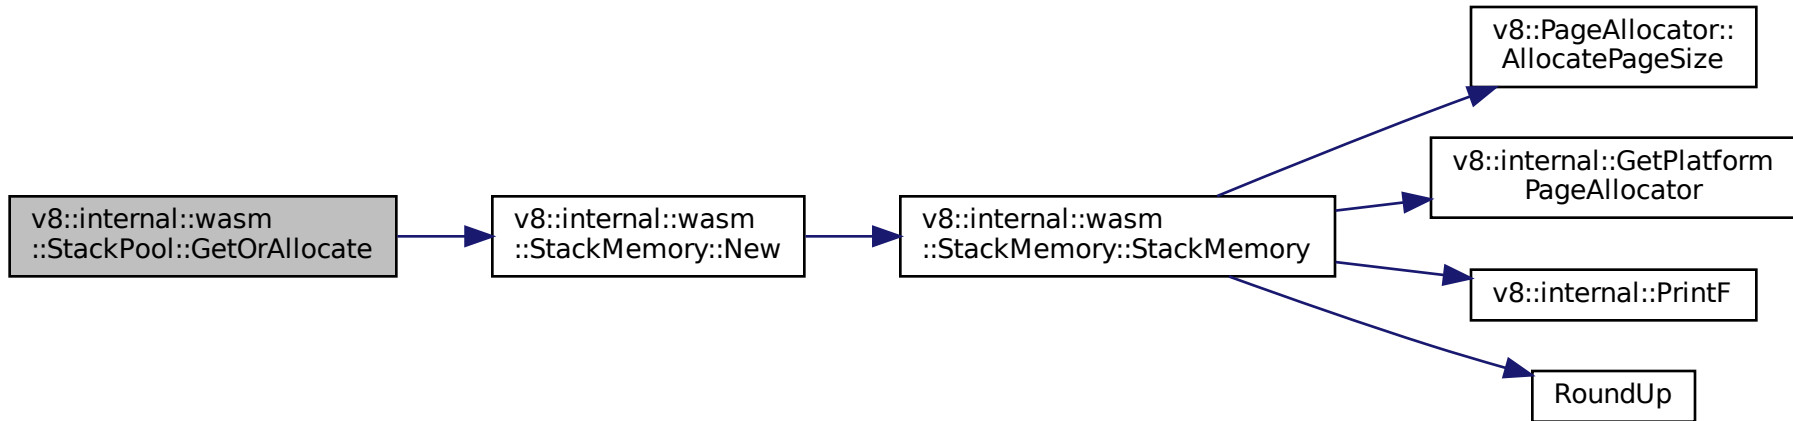 v8::internal::wasm
::StackPool::GetOrAllocate
v8::internal::wasm
::StackMemory::New
v8::internal::wasm
::StackMemory::StackMemory
v8::PageAllocator::
AllocatePageSize
v8::internal::GetPlatform
PageAllocator
v8::internal::PrintF
RoundUp